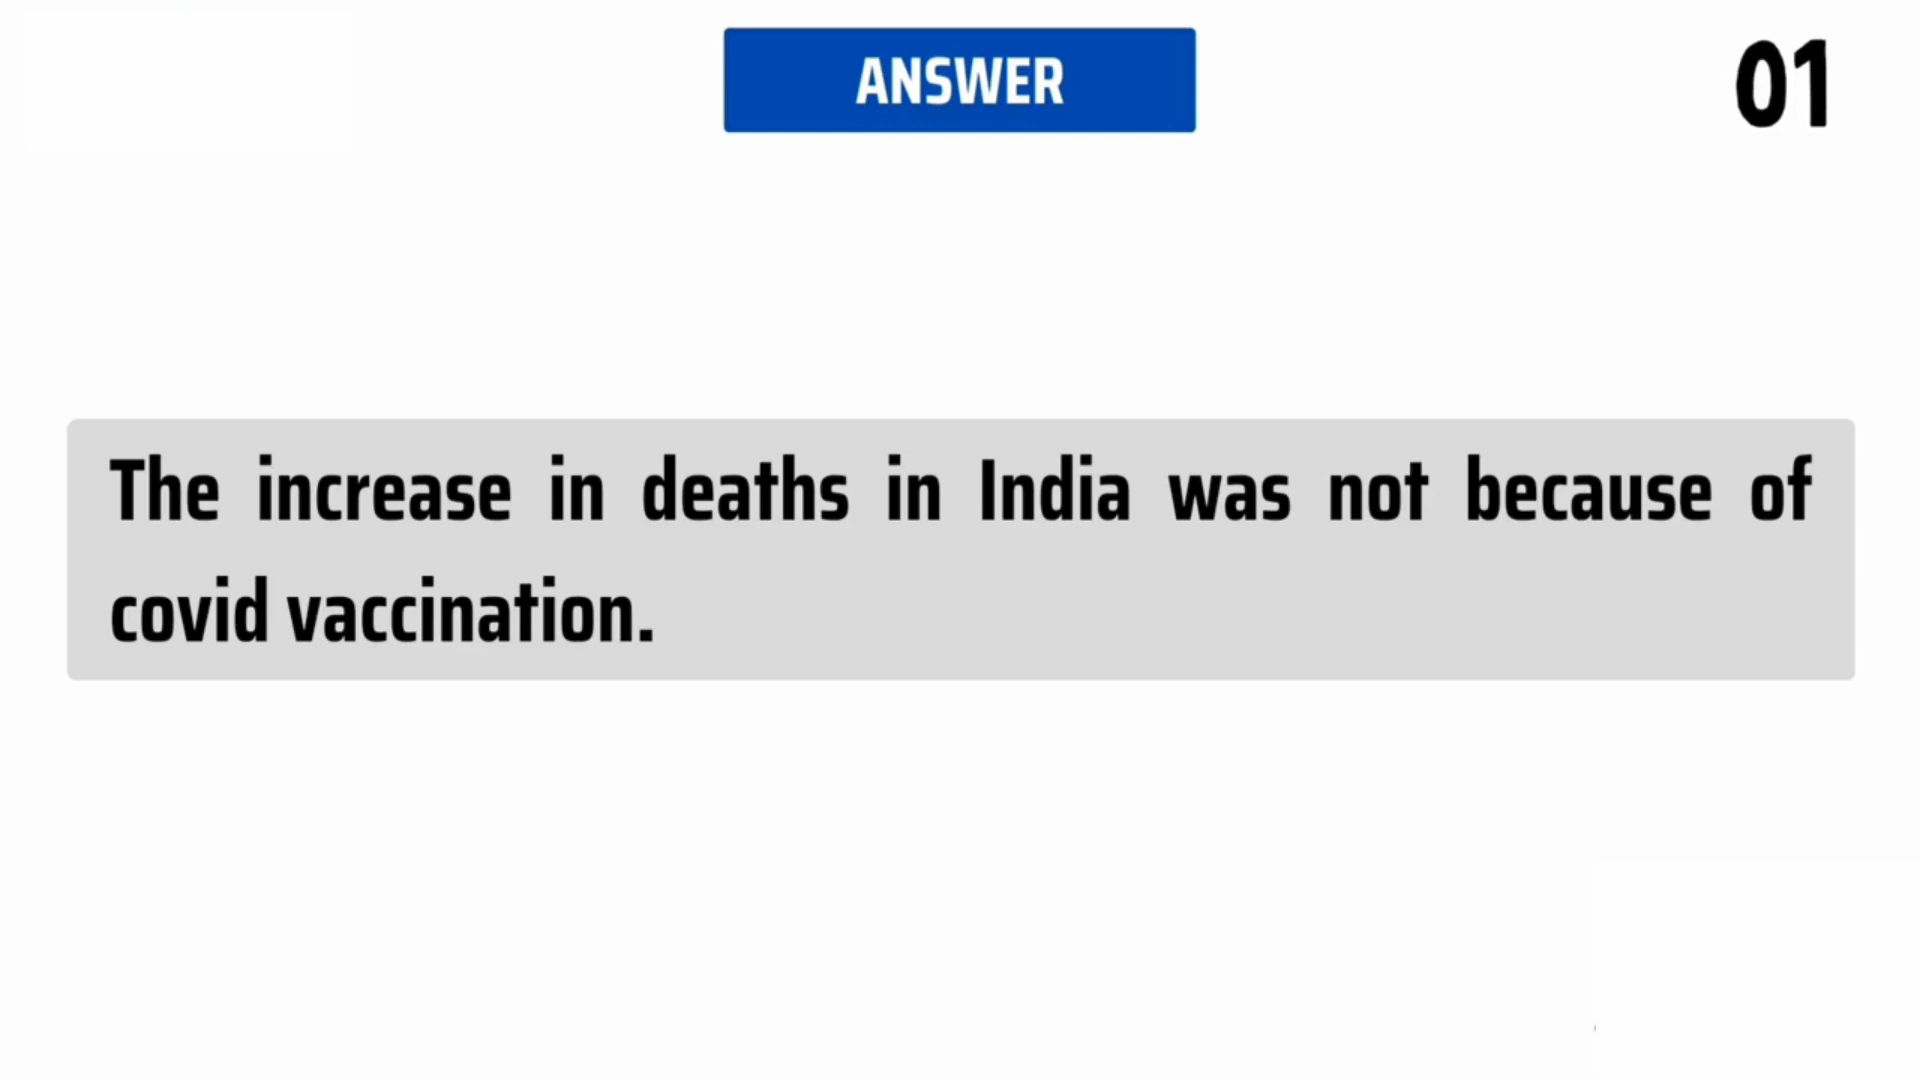 ANSWER
01
The increase in deaths in India was not because of
covid vaccination.